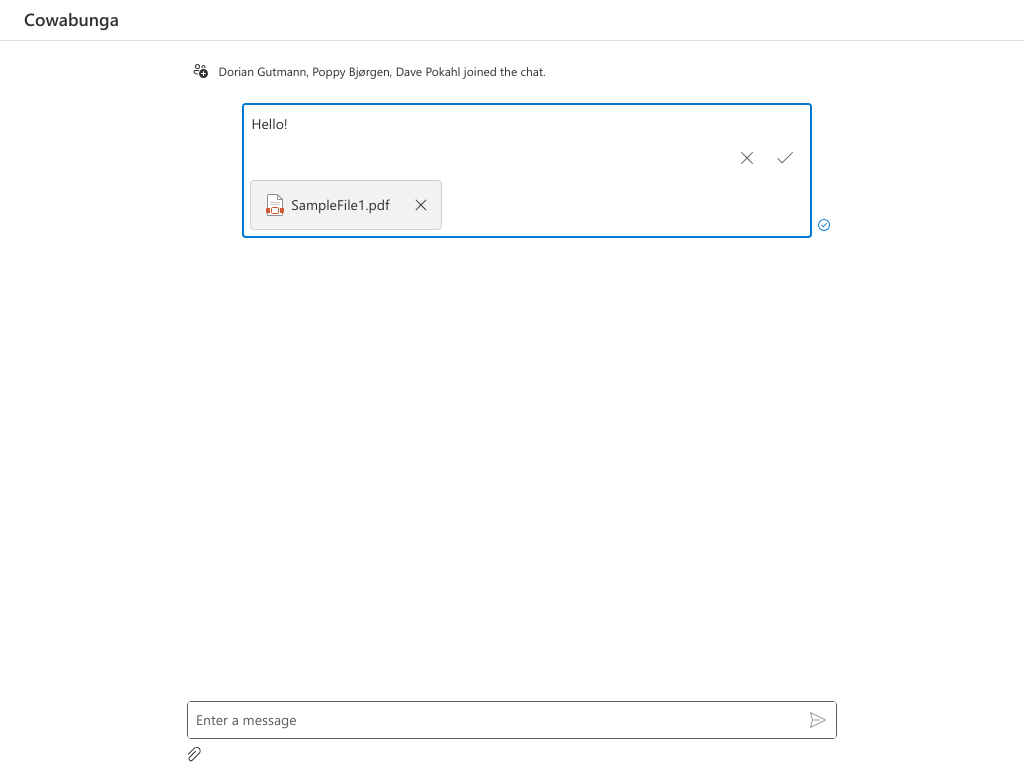 Cowabunga
Dorian Gutmann, Poppy Bjørgen, Dave Pokahl joined the chat.
Hello!
SampleFile1.pdf
Enter a message